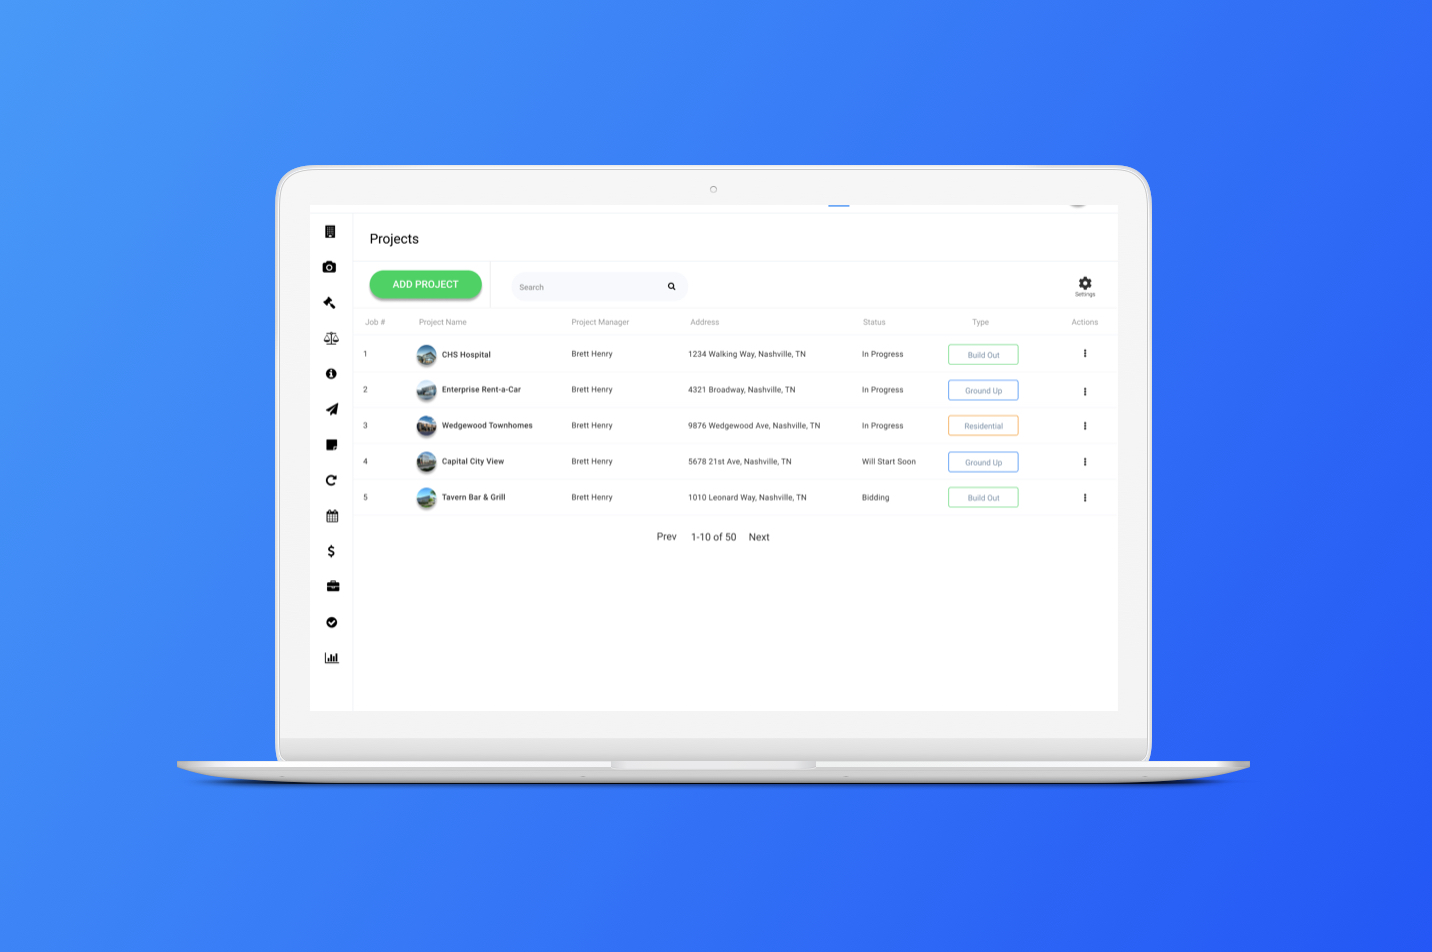 Projects
ADD PROJECT
Search
Settings
Job # Project Name Project Manager Address Status Type Actions
1 CHS Hospital Brett Henry 1234 Walking Way, Nashville, TN In Progress Build Out
2 Enterprise Rent-a-Car Brett Henry 4321 Broadway, Nashville, TN In Progress Ground Up
3 Wedgewood Townhomes Brett Henry 9876 Wedgewood Ave, Nashville, TN In Progress Residential
4 Capital City View Brett Henry 5678 21st Ave, Nashville, TN Will Start Soon Ground Up
5 Tavern Bar & Grill Brett Henry 1010 Leonard Way, Nashville, TN Bidding Build Out
Prev 1-10 of 50 Next